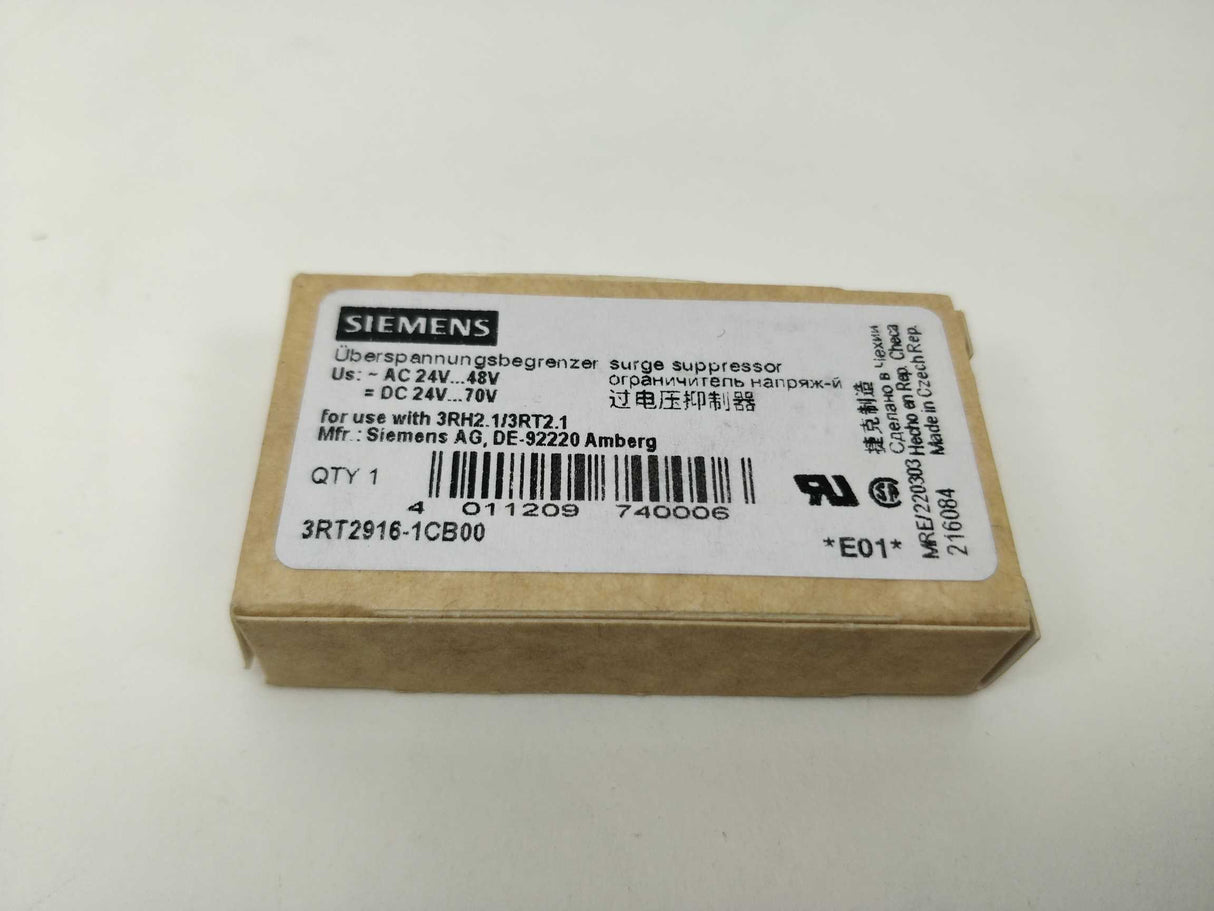 SIEMENS
Überspannungsbegrenzer surge suppressor
Us: ~ AC 24V...48V ограничитель напряж-й
= DC 24V...70V 过电压抑制器
for use with 3RH2.1/3RT2.1
Mfr.: Siemens AG, DE-92220 Amberg
QTY 1
4 011209 740006
3RT2916-1CB00
*E01*
捷克制造
Сделано в Чехии
Hecho en Rep. Checa
Made in Czech Rep.
MRE/220303
216084